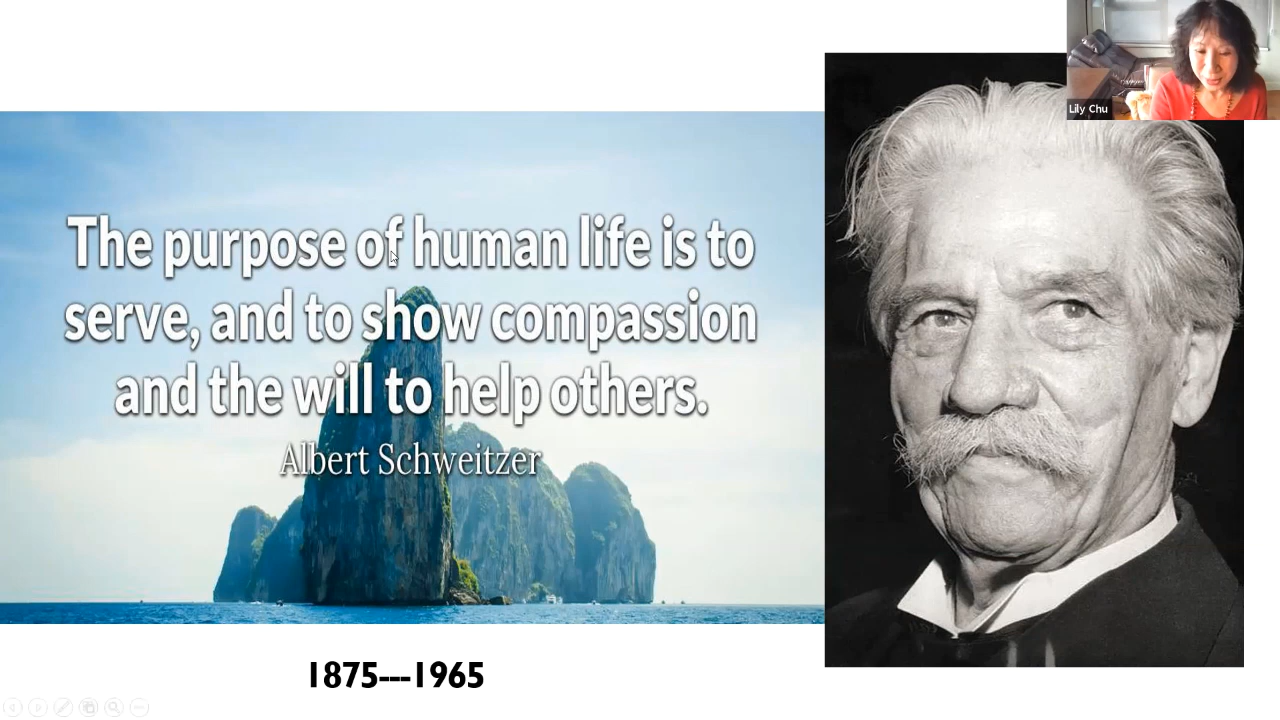 Lily Chu
The purpose of human life is to
serve, and to show compassion
and the will to help others.
Albert Schweitzer
1875---1965